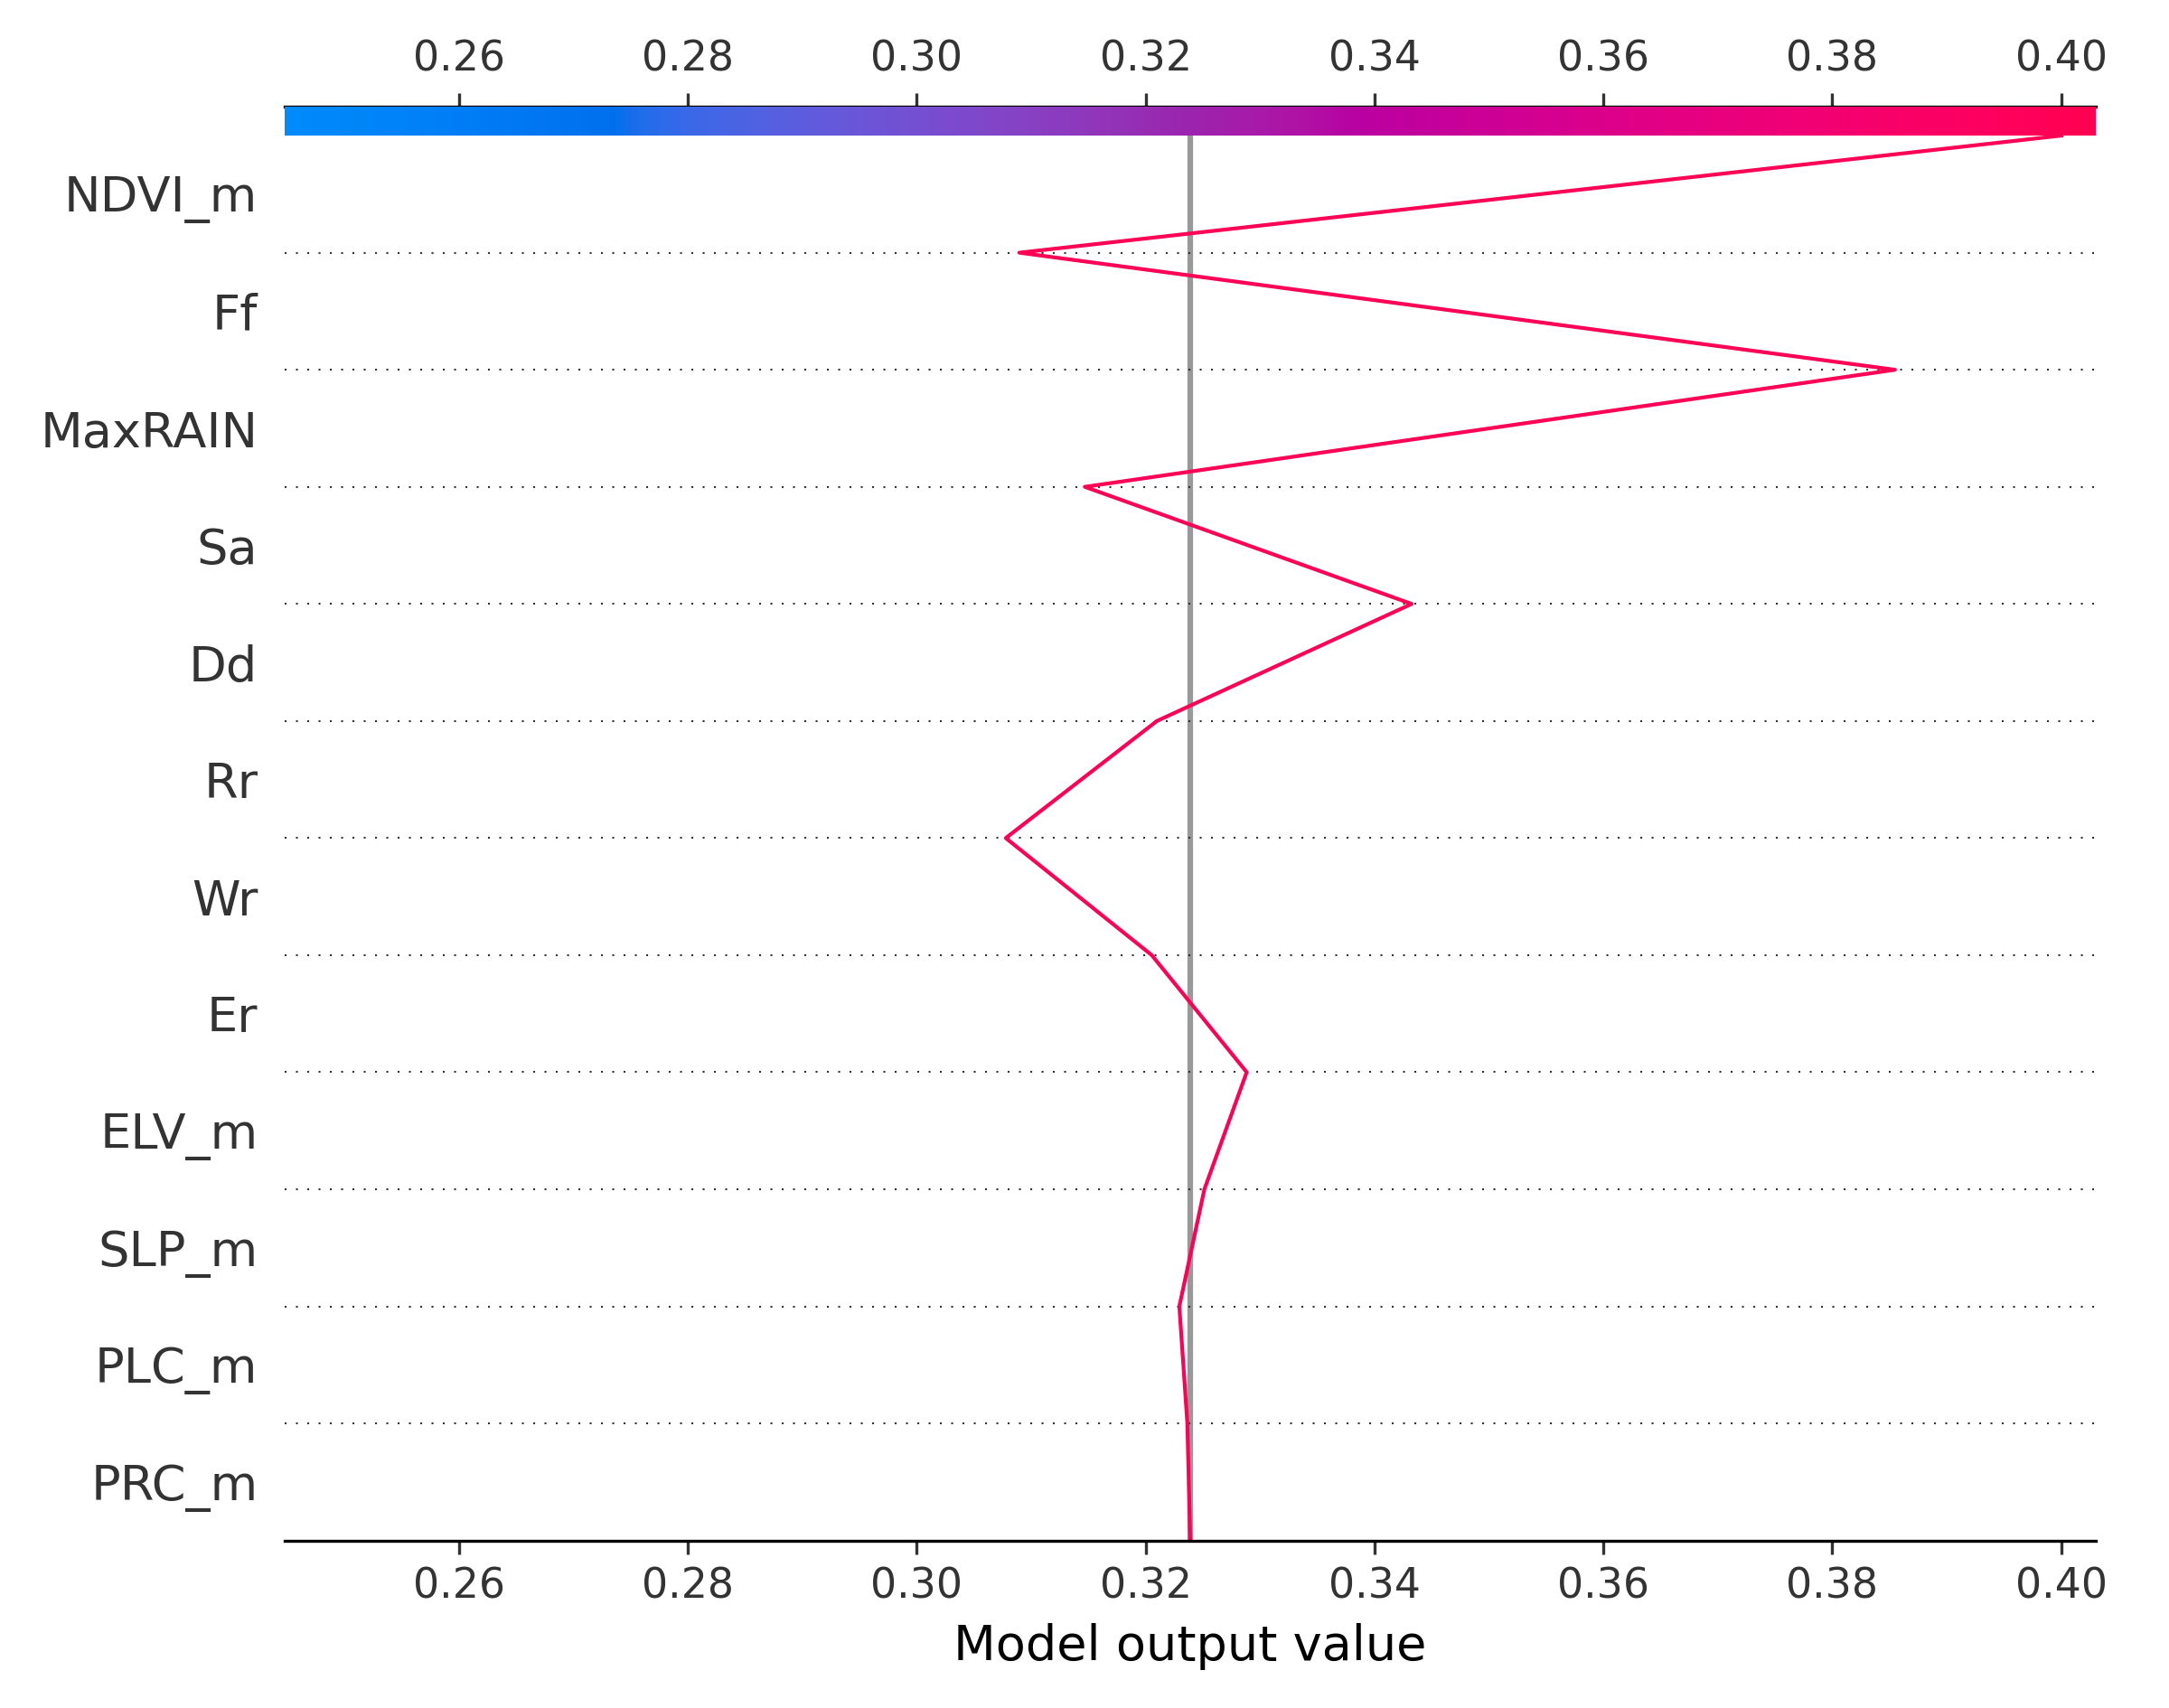 0.26 0.28 0.30 0.32 0.34 0.36 0.38 0.40
NDVI_m
Ff
MaxRAIN
Sa
Dd
Rr
Wr
Er
ELV_m
SLP_m
PLC_m
PRC_m
0.26 0.28 0.30 0.32 0.34 0.36 0.38 0.40
Model output value